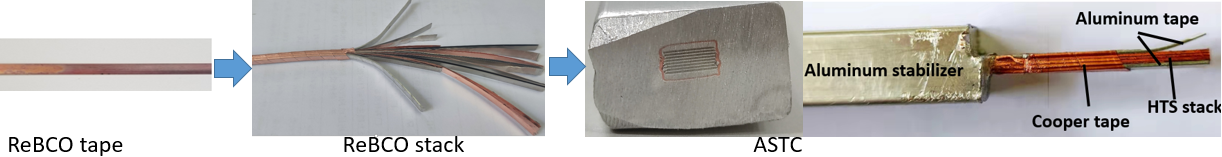 Aluminum tape
Aluminum stabilizer
HTS stack
Cooper tape
ReBCO tape
ReBCO stack
ASTC